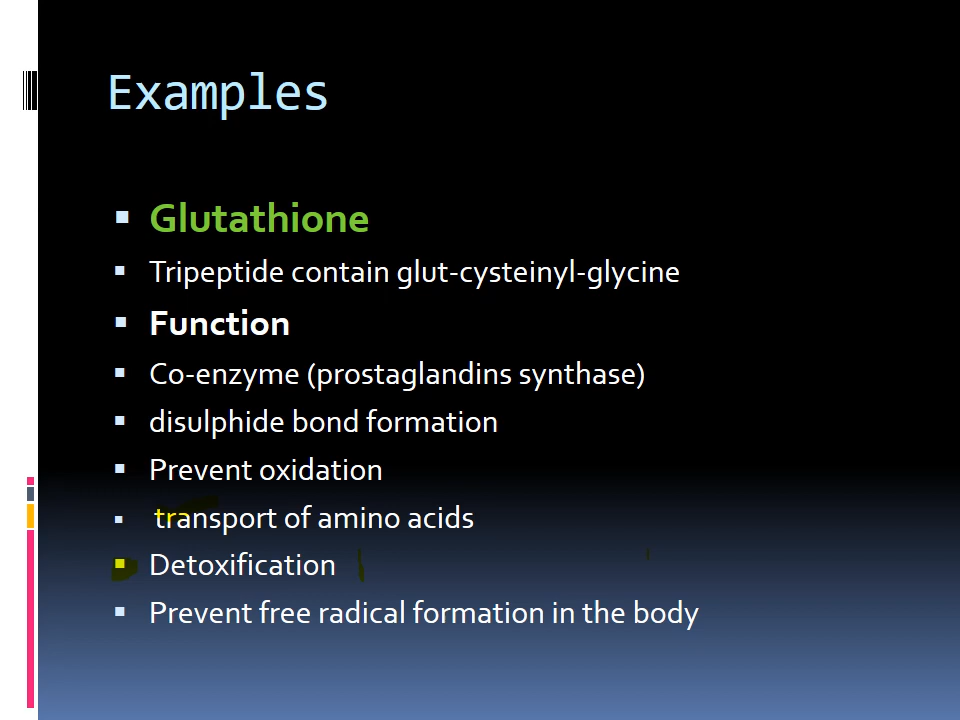 Examples
Glutathione
Tripeptide contain glut-cysteinyl-glycine
Function
Co-enzyme (prostaglandins synthase)
disulphide bond formation
Prevent oxidation
transport of amino acids
Detoxification
Prevent free radical formation in the body